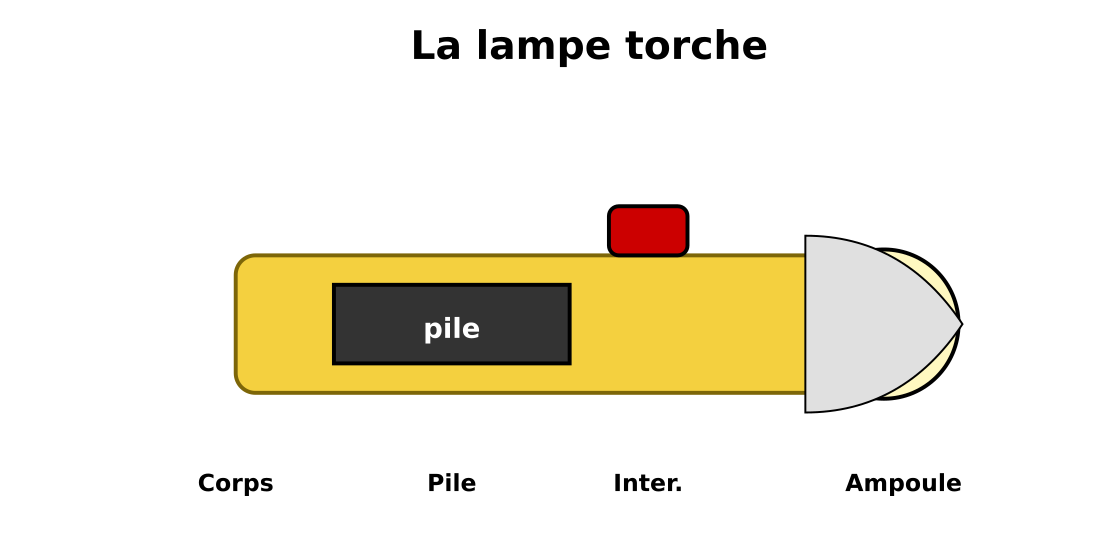 La lampe torche
pile
Corps Pile Inter. Ampoule